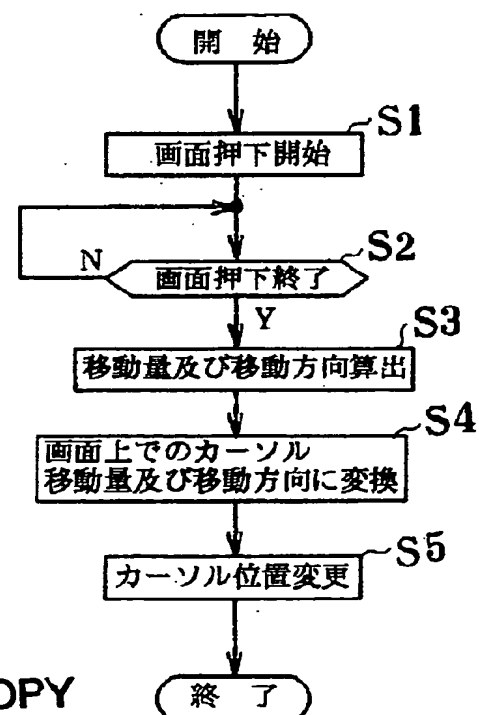 開 始
S1
画面押下開始
S2
N
画面押下終了
Y
S3
移動量及び移動方向算出
S4
画面上でのカーソル
移動量及び移動方向に変換
S5
カーソル位置変更
OPY
終 了